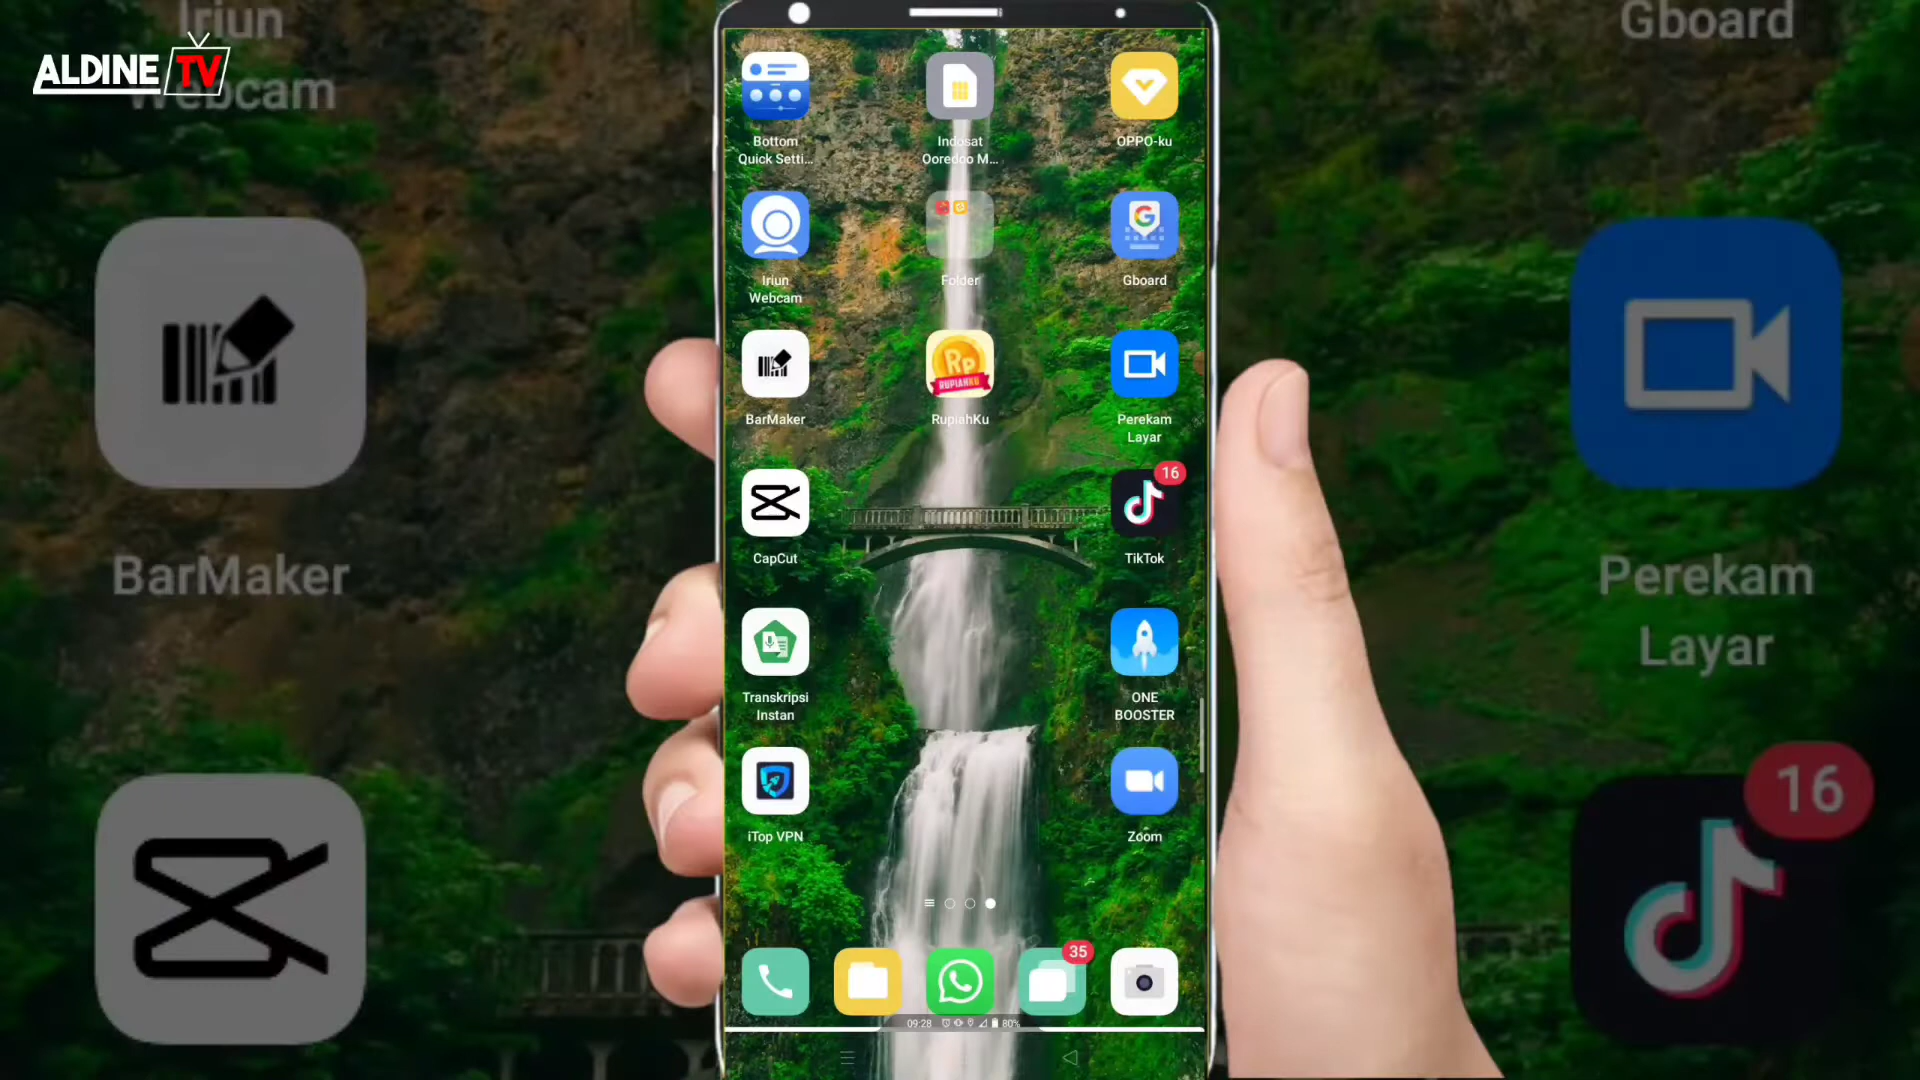 Iriun
Webcam
Gboard
ALDINE TV
Bottom
Quick Setti...
Indosat
Ooredoo M...
OPPO-ku
Iriun
Webcam
Folder
G
Gboard
BarMaker
Rp
RUPIAHKU
RupiahKu
Perekam
Layar
CapCut
16
TikTok
Transkripsi
Instan
ONE
BOOSTER
iTop VPN
Zoom
35
09:28
80%
BarMaker
Perekam
Layar
16